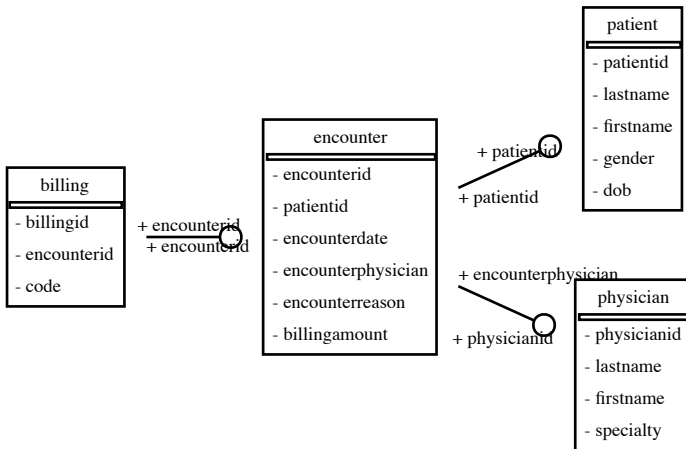 patient
- patientid
- lastname
- firstname
- gender
- dob
encounter
- encounterid
- patientid
- encounterdate
- encounterphysician
- encounterreason
- billingamount
billing
- billingid
- encounterid
- code
+ encounterid
+ encounterid
+ patientid
+ patientid
+ encounterphysician
+ physicianid
physician
- physicianid
- lastname
- firstname
- specialty